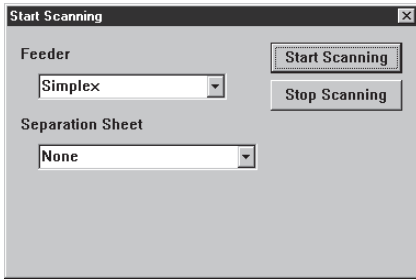 Start Scanning
Feeder
Simplex
Separation Sheet
None
Start Scanning
Stop Scanning